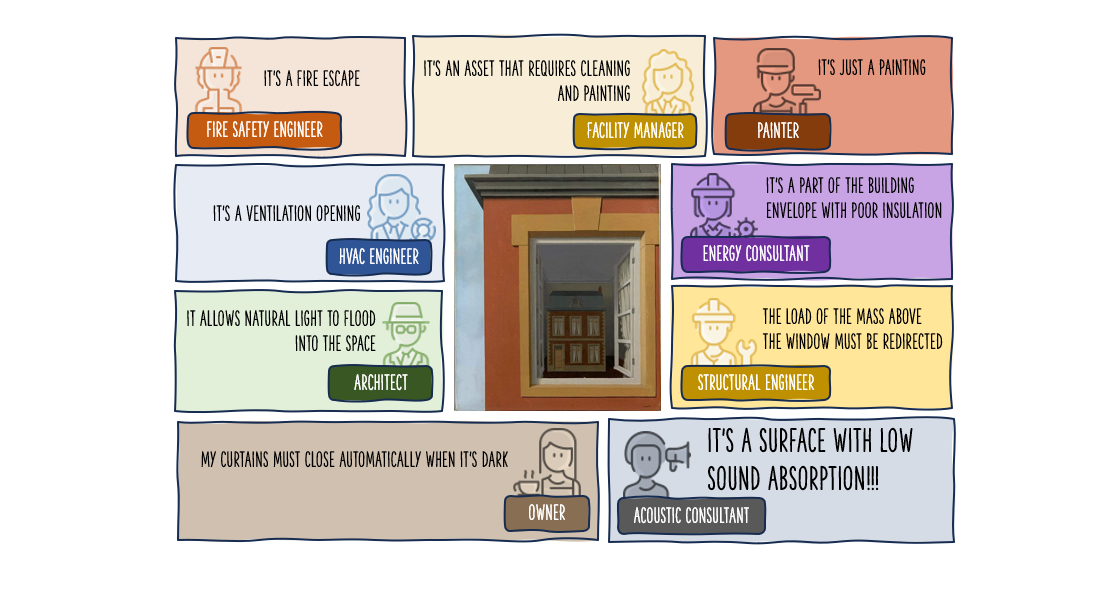 IT'S A FIRE ESCAPE
FIRE SAFETY ENGINEER
IT'S AN ASSET THAT REQUIRES CLEANING
AND PAINTING
FACILITY MANAGER
IT'S JUST A PAINTING
PAINTER
IT'S A VENTILATION OPENING
HVAC ENGINEER
IT'S A PART OF THE BUILDING
ENVELOPE WITH POOR INSULATION
ENERGY CONSULTANT
IT ALLOWS NATURAL LIGHT TO FLOOD
INTO THE SPACE
ARCHITECT
THE LOAD OF THE MASS ABOVE
THE WINDOW MUST BE REDIRECTED
STRUCTURAL ENGINEER
MY CURTAINS MUST CLOSE AUTOMATICALLY WHEN IT'S DARK
OWNER
IT'S A SURFACE WITH LOW
SOUND ABSORPTION!!!
ACOUSTIC CONSULTANT